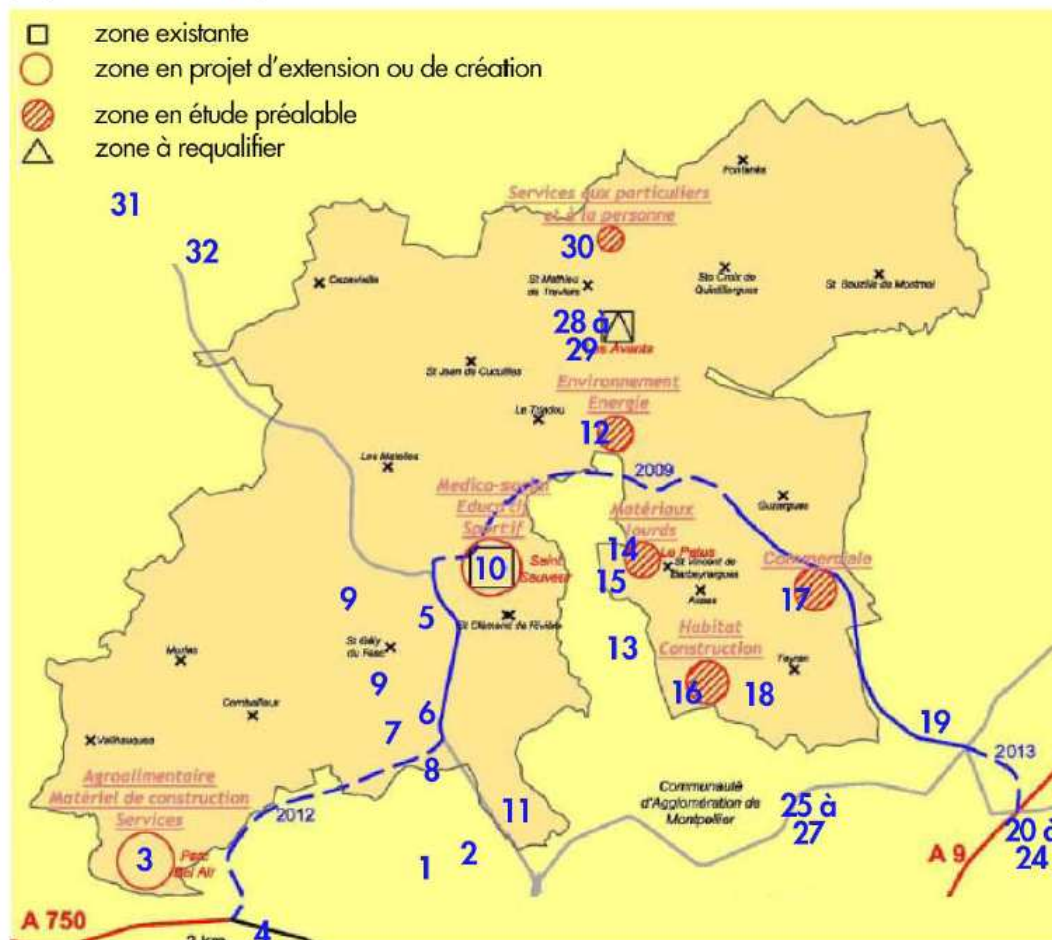 zone existante
zone en projet d'extension ou de création
zone en étude préalable
zone à requalifier
31
32
Fontanès
Services aux particuliers
et à la personne
30
Cazevieille
St Mathieu
de Treviers
Ste Croix de
Quintillargues
St Bauzille de Montmel
28 à
29
Avants
St Jean de Cuculles
Environnement
Energie
Le Triadou
12
Les Matelles
2009
Medico-social
Educatif
Sportif
Guzargues
Matériaux
lourds
14
Le Patus
Commerciale
10
Saint
Sauveur
15
St Vincent de
Barbeyrargues
17
Assas
9
5
St Clément de Rivière
13
Habitat
Construction
St Gély
du Fesc
Murles
Teyran
9
16
18
Combaillaux
6
7
19
Vailhauquès
8
2013
Agroalimentaire
Matériel de construction
Services
2012
Communauté
d'Agglomération de
Montpellier
25 à
27
11
20 à
24
3
Parc
Bel Air
1
2
A 9
A 750
4